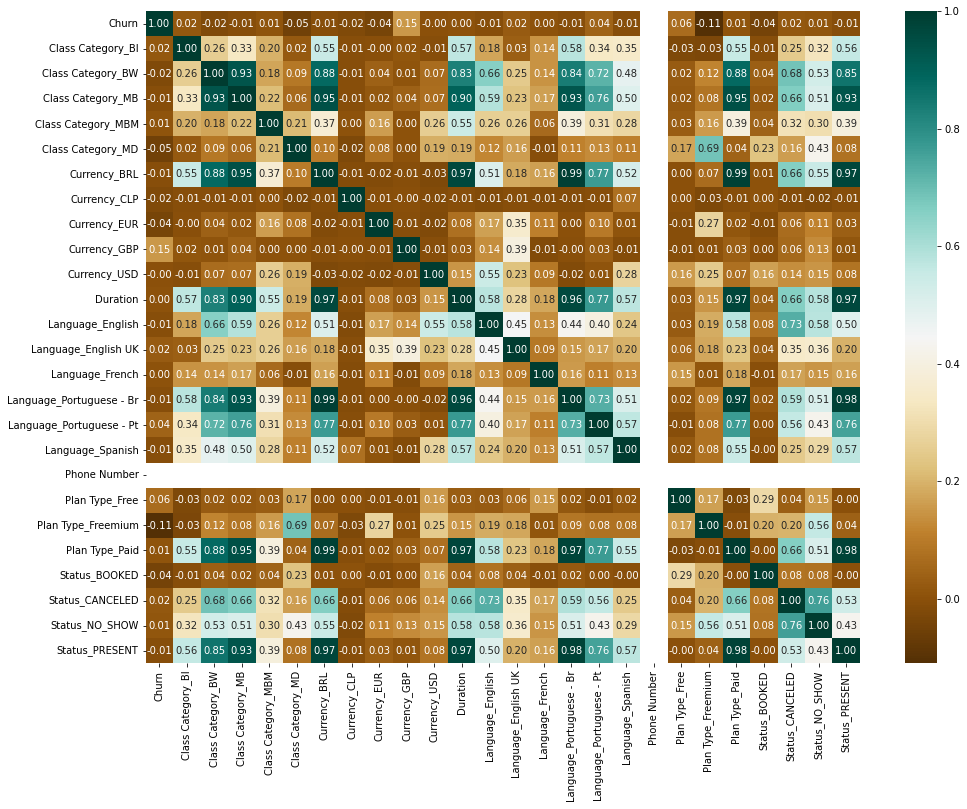 Churn 1.00 0.02 -0.02 -0.01 0.01 -0.05 -0.01 -0.02 -0.04 0.15 -0.00 0.00 -0.01 0.02 0.00 -0.01 0.04 -0.01 0.06 -0.11 0.01 -0.04 0.02 0.01 -0.01
Class Category_BI 0.02 1.00 0.26 0.33 0.20 0.02 0.55 -0.01 -0.00 0.02 -0.01 0.57 0.18 0.03 0.14 0.58 0.34 0.35 -0.03 -0.03 0.55 -0.01 0.25 0.32 0.56
Class Category_BW -0.02 0.26 1.00 0.93 0.18 0.09 0.88 -0.01 0.04 0.01 0.07 0.83 0.66 0.25 0.14 0.84 0.72 0.48 0.02 0.12 0.88 0.04 0.68 0.53 0.85
Class Category_MB -0.01 0.33 0.93 1.00 0.22 0.06 0.95 -0.01 0.02 0.04 0.07 0.90 0.59 0.23 0.17 0.93 0.76 0.50 0.02 0.08 0.95 0.02 0.66 0.51 0.93
Class Category_MBM 0.01 0.20 0.18 0.22 1.00 0.21 0.37 0.00 0.16 0.00 0.26 0.55 0.26 0.26 0.06 0.39 0.31 0.28 0.03 0.16 0.39 0.04 0.32 0.30 0.39
Class Category_MD -0.05 0.02 0.09 0.06 0.21 1.00 0.10 -0.02 0.08 0.00 0.19 0.19 0.12 0.16 -0.01 0.11 0.13 0.11 0.17 0.69 0.04 0.23 0.16 0.43 0.08
Currency_BRL -0.01 0.55 0.88 0.95 0.37 0.10 1.00 -0.01 -0.02 -0.01 -0.03 0.97 0.51 0.18 0.16 0.99 0.77 0.52 0.00 0.07 0.99 0.01 0.66 0.55 0.97
Currency_CLP -0.02 -0.01 -0.01 -0.01 0.00 -0.02 -0.01 1.00 -0.01 -0.00 -0.02 -0.01 -0.01 -0.01 -0.01 -0.01 -0.01 0.07 0.00 -0.03 -0.01 0.00 -0.01 -0.02 -0.01
Currency_EUR -0.04 -0.00 0.04 0.02 0.16 0.08 -0.02 -0.01 1.00 -0.01 -0.02 0.08 0.17 0.35 0.11 0.00 0.10 0.01 -0.01 0.27 0.02 -0.01 0.06 0.11 0.03
Currency_GBP 0.15 0.02 0.01 0.04 0.00 0.00 -0.01 -0.00 -0.01 1.00 -0.01 0.03 0.14 0.39 -0.01 -0.00 0.03 -0.01 -0.01 0.01 0.03 0.00 0.06 0.13 0.01
Currency_USD -0.00 -0.01 0.07 0.07 0.26 0.19 -0.03 -0.02 -0.02 -0.01 1.00 0.15 0.55 0.23 0.09 -0.02 0.01 0.28 0.16 0.25 0.07 0.16 0.14 0.15 0.08
Duration 0.00 0.57 0.83 0.90 0.55 0.19 0.97 -0.01 0.08 0.03 0.15 1.00 0.58 0.28 0.18 0.96 0.77 0.57 0.03 0.15 0.97 0.04 0.66 0.58 0.97
Language_English -0.01 0.18 0.66 0.59 0.26 0.12 0.51 -0.01 0.17 0.14 0.55 0.58 1.00 0.45 0.13 0.44 0.40 0.24 0.03 0.19 0.58 0.08 0.73 0.58 0.50
Language_English UK 0.02 0.03 0.25 0.23 0.26 0.16 0.18 -0.01 0.35 0.39 0.23 0.28 0.45 1.00 0.09 0.15 0.17 0.20 0.06 0.18 0.23 0.04 0.35 0.36 0.20
Language_French 0.00 0.14 0.14 0.17 0.06 -0.01 0.16 -0.01 0.11 -0.01 0.09 0.18 0.13 0.09 1.00 0.16 0.11 0.13 0.15 0.01 0.18 -0.01 0.17 0.15 0.16
Language_Portuguese - Br -0.01 0.58 0.84 0.93 0.39 0.11 0.99 -0.01 0.00 -0.00 -0.02 0.96 0.44 0.15 0.16 1.00 0.73 0.51 0.02 0.09 0.97 0.02 0.59 0.51 0.98
Language_Portuguese - Pt 0.04 0.34 0.72 0.76 0.31 0.13 0.77 -0.01 0.10 0.03 0.01 0.77 0.40 0.17 0.11 0.73 1.00 0.57 -0.01 0.08 0.77 0.00 0.56 0.43 0.76
Language_Spanish -0.01 0.35 0.48 0.50 0.28 0.11 0.52 0.07 0.01 -0.01 0.28 0.57 0.24 0.20 0.13 0.51 0.57 1.00 0.02 0.08 0.55 -0.00 0.25 0.29 0.57
Phone Number
Plan Type_Free 0.06 -0.03 0.02 0.02 0.03 0.17 0.00 0.00 -0.01 -0.01 0.16 0.03 0.03 0.06 0.15 0.02 -0.01 0.02 1.00 0.17 -0.03 0.29 0.04 0.15 -0.00
Plan Type_Freemium -0.11 -0.03 0.12 0.08 0.16 0.69 0.07 -0.03 0.27 0.01 0.25 0.15 0.19 0.18 0.01 0.09 0.08 0.08 0.17 1.00 -0.01 0.20 0.20 0.56 0.04
Plan Type_Paid 0.01 0.55 0.88 0.95 0.39 0.04 0.99 -0.01 0.02 0.03 0.07 0.97 0.58 0.23 0.18 0.97 0.77 0.55 -0.03 -0.01 1.00 -0.00 0.66 0.51 0.98
Status_BOOKED -0.04 -0.01 0.04 0.02 0.04 0.23 0.01 0.00 -0.01 0.00 0.16 0.04 0.08 0.04 -0.01 0.02 0.00 -0.00 0.29 0.20 -0.00 1.00 0.08 0.08 -0.00
Status_CANCELED 0.02 0.25 0.68 0.66 0.32 0.16 0.66 -0.01 0.06 0.06 0.14 0.66 0.73 0.35 0.17 0.59 0.56 0.25 0.04 0.20 0.66 0.08 1.00 0.76 0.53
Status_NO_SHOW 0.01 0.32 0.53 0.51 0.30 0.43 0.55 -0.02 0.11 0.13 0.15 0.58 0.58 0.36 0.15 0.51 0.43 0.29 0.15 0.56 0.51 0.08 0.76 1.00 0.43
Status_PRESENT -0.01 0.56 0.85 0.93 0.39 0.08 0.97 -0.01 0.03 0.01 0.08 0.97 0.50 0.20 0.16 0.98 0.76 0.57 -0.00 0.04 0.98 -0.00 0.53 0.43 1.00
Churn
Class Category_BI
Class Category_BW
Class Category_MB
Class Category_MBM
Class Category_MD
Currency_BRL
Currency_CLP
Currency_EUR
Currency_GBP
Currency_USD
Duration
Language_English
Language_English UK
Language_French
Language_Portuguese - Br
Language_Portuguese - Pt
Language_Spanish
Phone Number
Plan Type_Free
Plan Type_Freemium
Plan Type_Paid
Status_BOOKED
Status_CANCELED
Status_NO_SHOW
Status_PRESENT
1.0
0.8
0.6
0.4
0.2
0.0